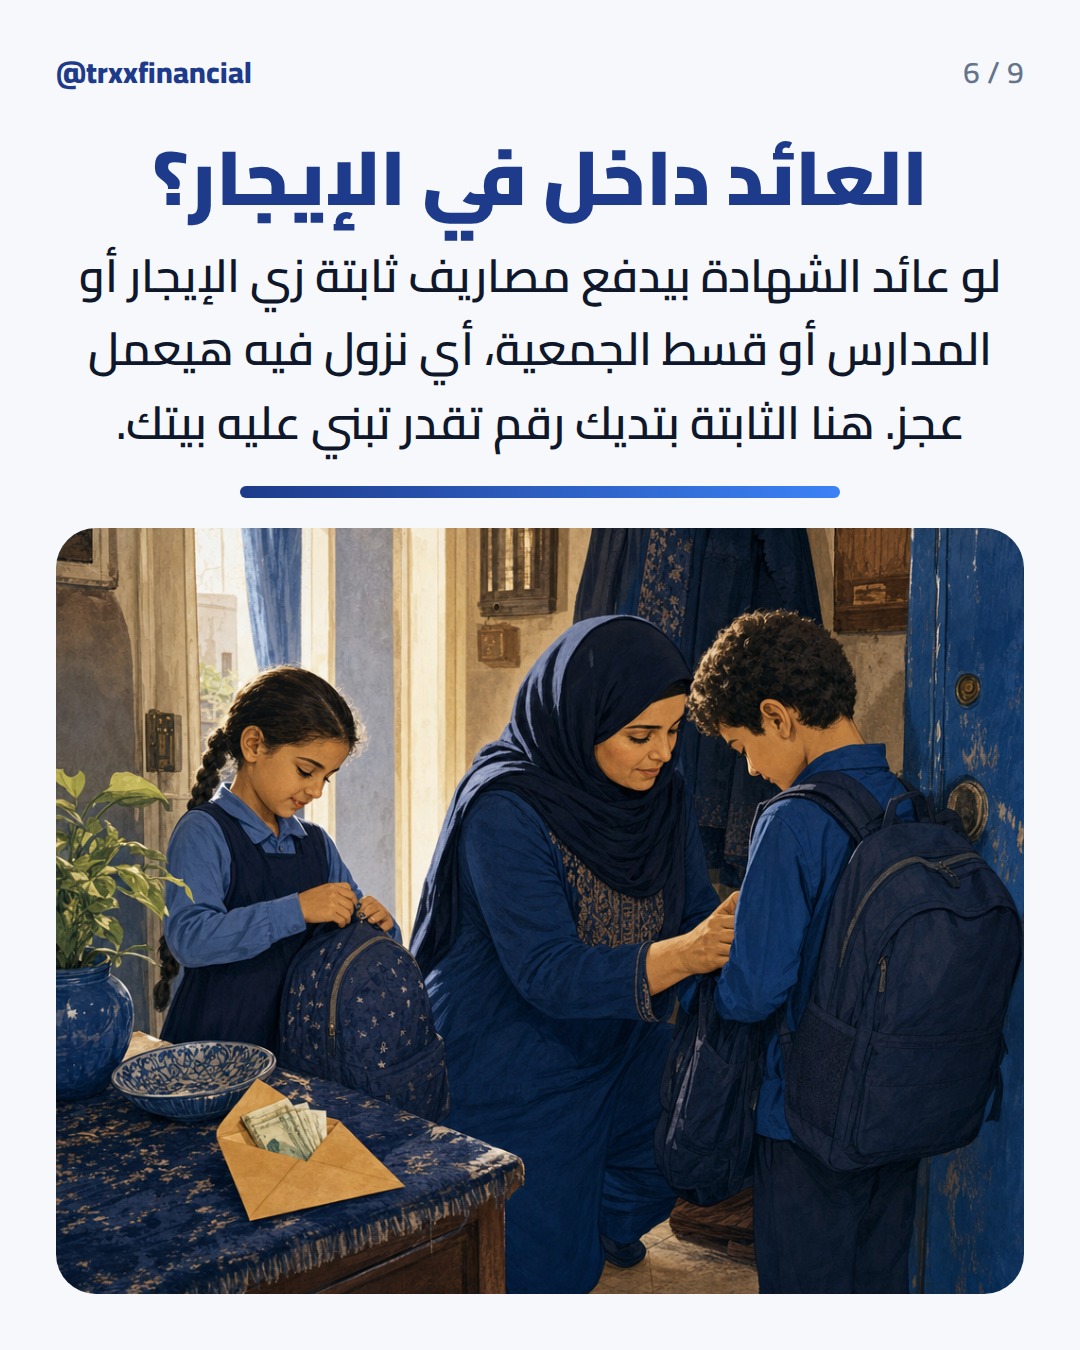 @trxxfinancial
6 / 9
العائد داخل في الإيجار؟
لو عائد الشهادة بيدفع مصاريف ثابتة زي الإيجار أو
المدارس أو قسط الجمعية، أي نزول فيه هيعمل
عجز. هنا الثابتة بتديك رقم تقدر تبني عليه بيتك.